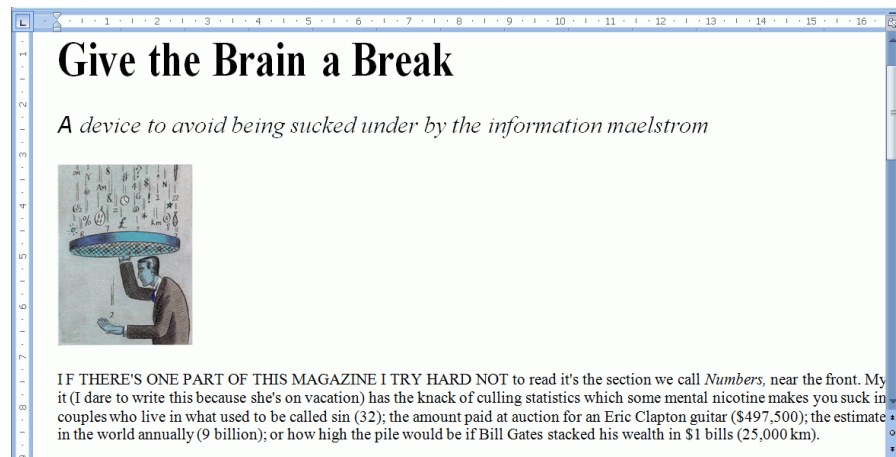 Give the Brain a Break
A device to avoid being sucked under by the information maelstrom
IF THERE'S ONE PART OF THIS MAGAZINE I TRY HARD NOT to read it's the section we call Numbers, near the front. My
it (I dare to write this because she's on vacation) has the knack of culling statistics which some mental nicotine makes you suck in
couples who live in what used to be called sin (32); the amount paid at auction for an Eric Clapton guitar ($497,500); the estimate
in the world annually (9 billion); or how high the pile would be if Bill Gates stacked his wealth in $1 bills (25,000 km).